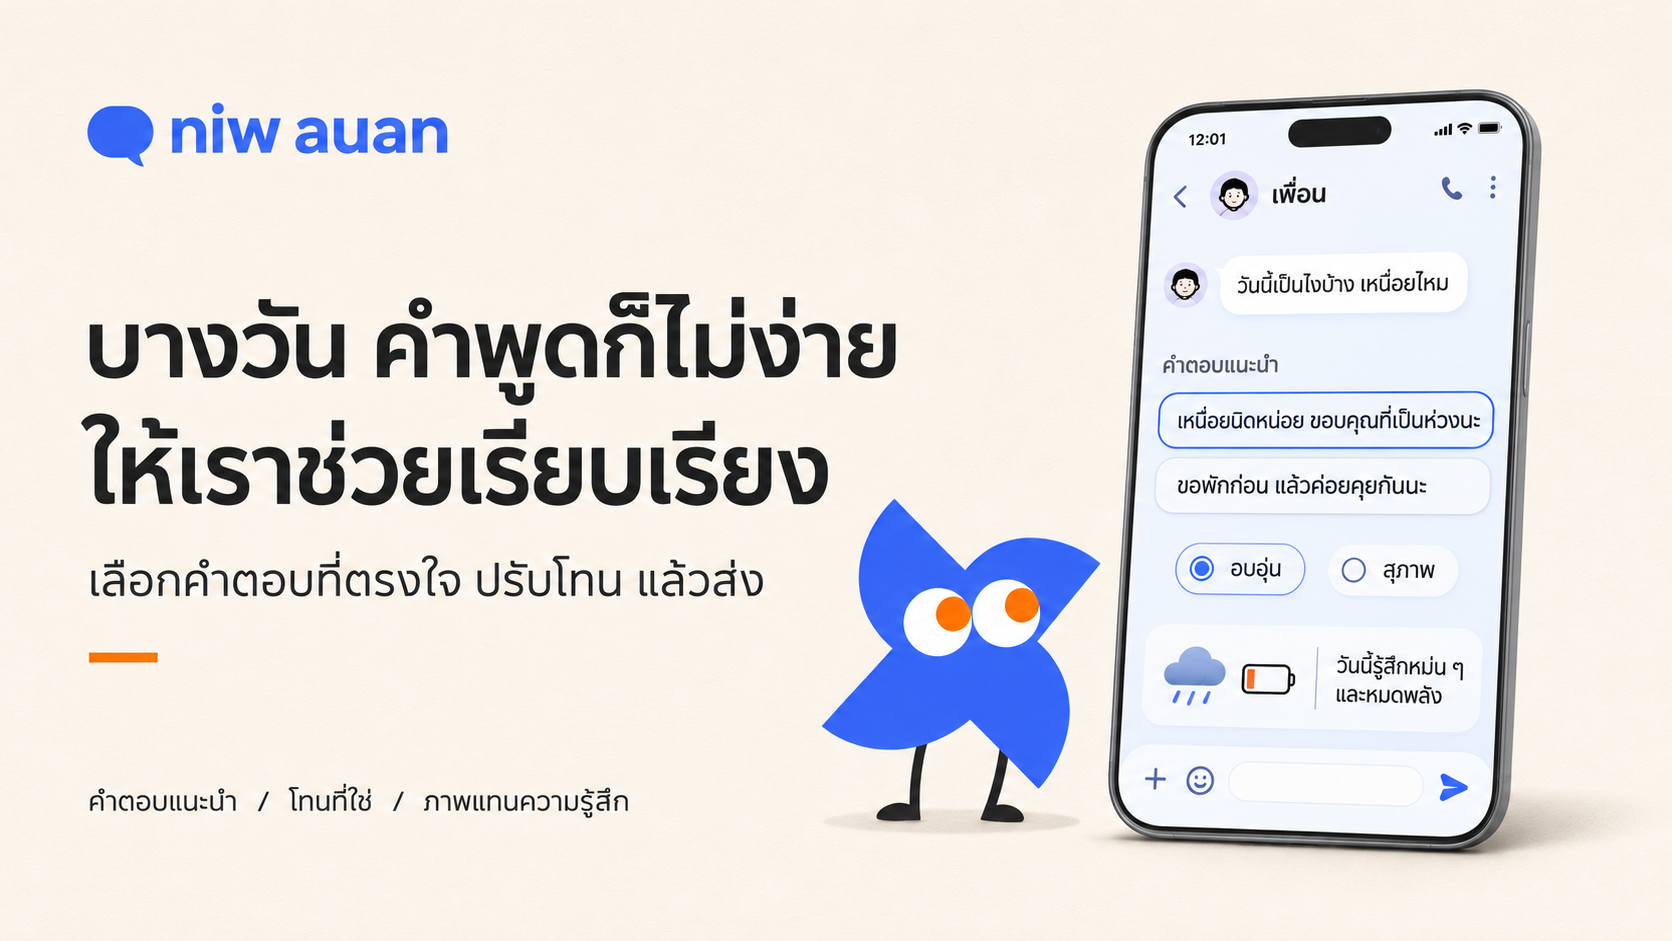 niw auan
บางวัน คำพูดก็ไม่ง่าย
ให้เราช่วยเรียบเรียง
เลือกคำตอบที่ตรงใจ ปรับโทน แล้วส่ง
คำตอบแนะนำ / โทนที่ใช่ / ภาพแทนความรู้สึก
12:01
เพื่อน
วันนี้เป็นไงบ้าง เหนื่อยไหม
คำตอบแนะนำ
เหนื่อยนิดหน่อย ขอบคุณที่เป็นห่วงนะ
ขอพักก่อน แล้วค่อยคุยกันนะ
อบอุ่น
สุภาพ
วันนี้รู้สึกหม่น ๆ
และหมดพลัง